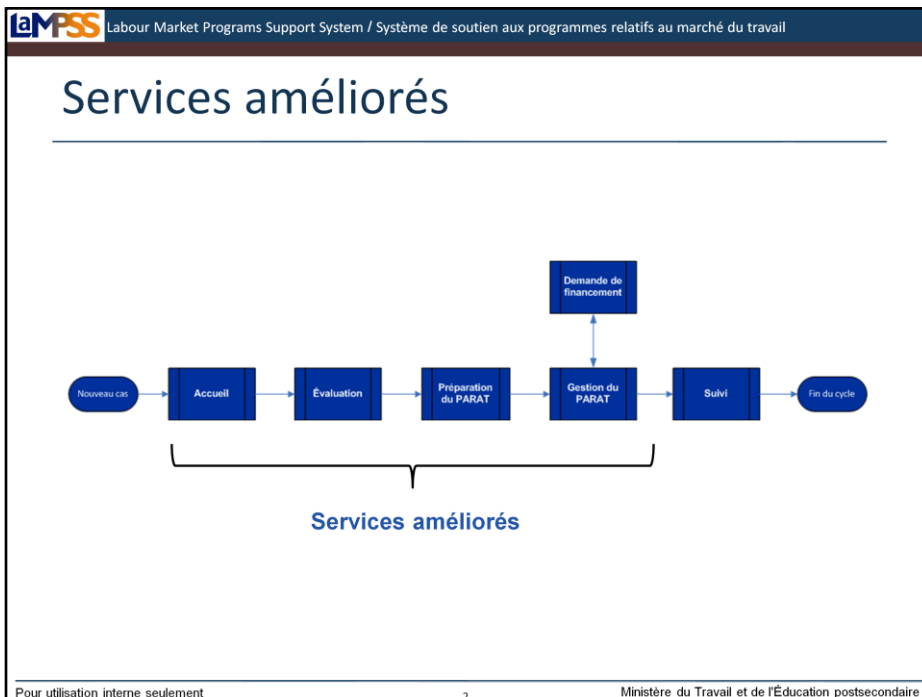 LaMPSS Labour Market Programs Support System / Système de soutien aux programmes relatifs au marché du travail
Services améliorés
Demande de
financement
Nouveau cas
Accueil
Évaluation
Préparation
du PARAT
Gestion du
PARAT
Suivi
Fin du cycle
Services améliorés
Pour utilisation interne seulement
Ministère du Travail et de l'Éducation postsecondaire